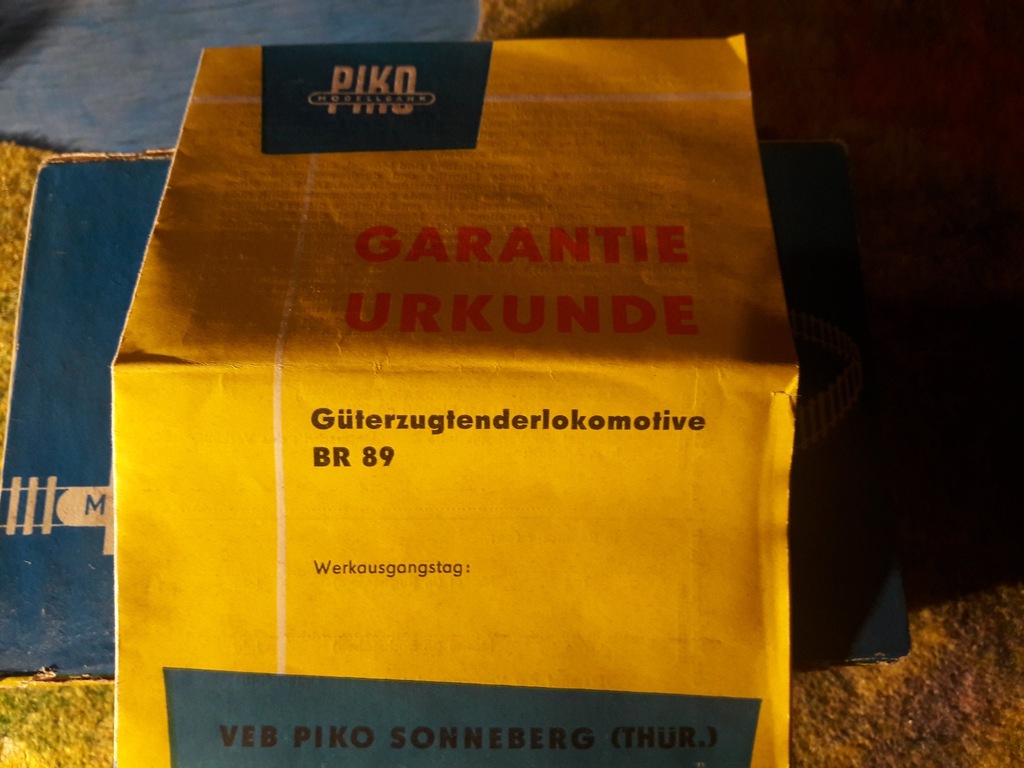 PIKO
MODELLBAHN
GARANTIE
URKUNDE
Güterzugtenderlokomotive
BR 89
Werkausgangstag:
M
VEB PIKO SONNEBERG (THÜR.)